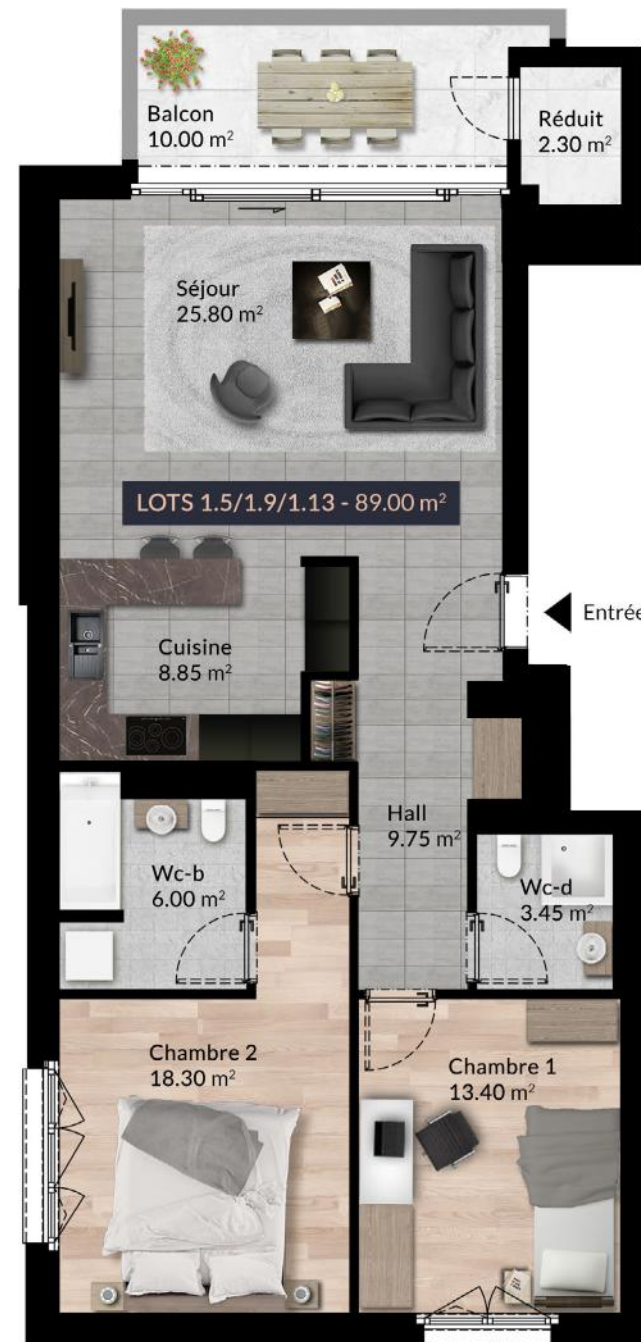 Balcon
10.00 m²
Réduit
2.30 m²
Séjour
25.80 m²
LOTS 1.5/1.9/1.13 - 89.00 m²
Entrée
Cuisine
8.85 m²
Hall
9.75 m²
Wc-b
6.00 m²
Wc-d
3.45 m²
Chambre 2
18.30 m²
Chambre 1
13.40 m²